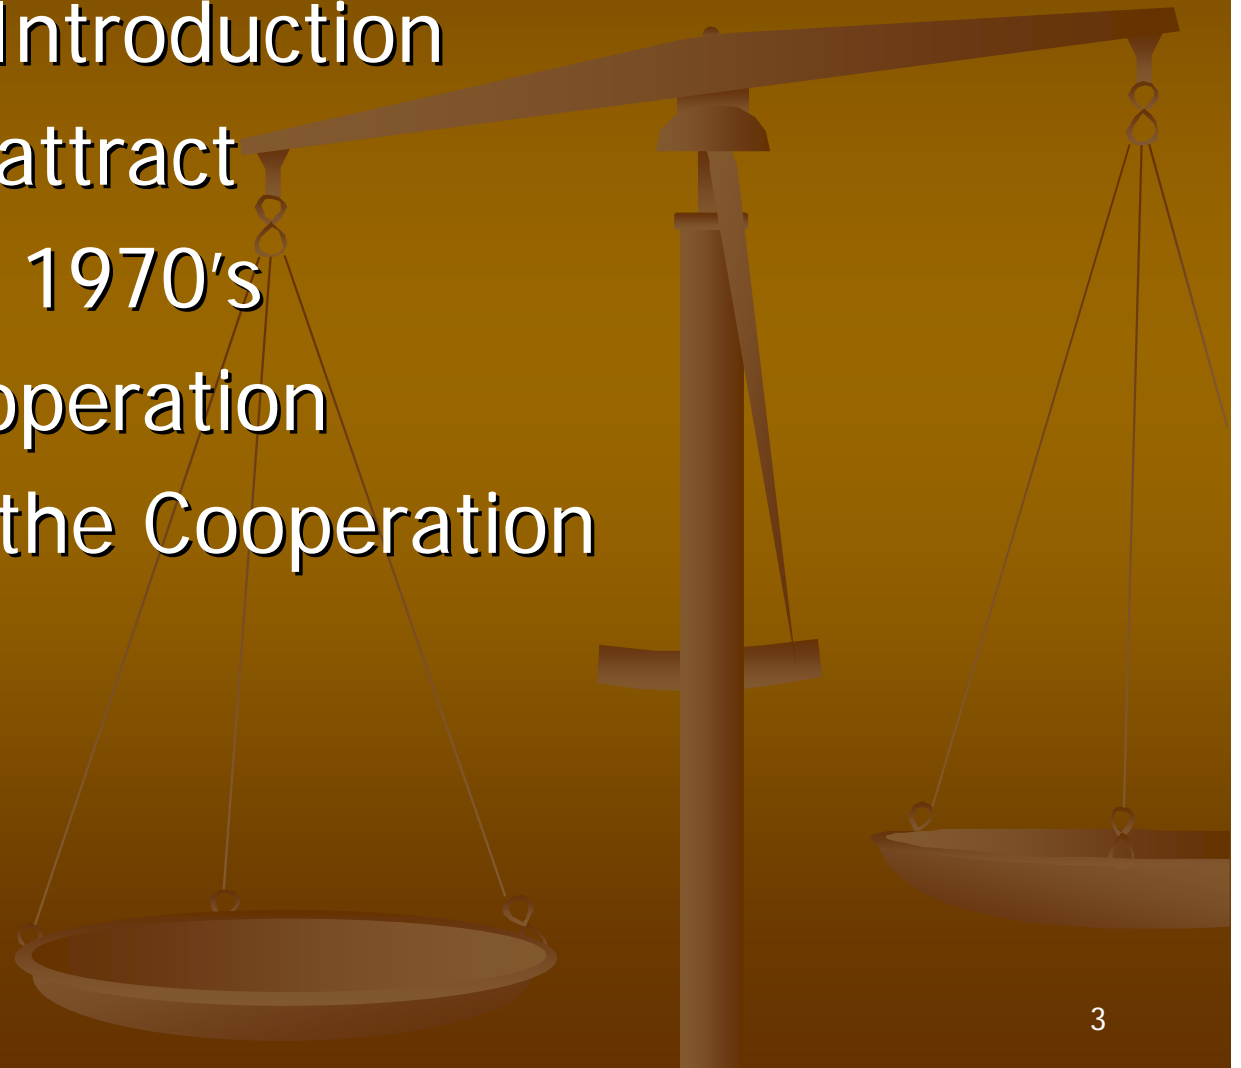 Introduction
attract
1970's
operation
the Cooperation
3